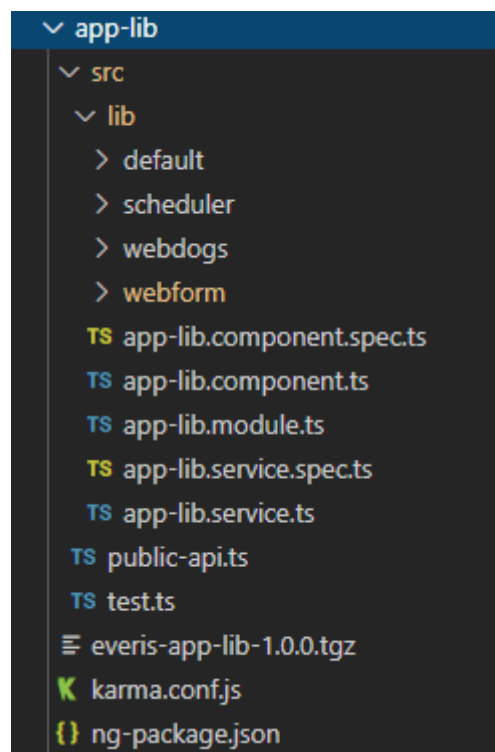 app-lib
src
lib
default
scheduler
webdogs
webform
TS app-lib.component.spec.ts
TS app-lib.component.ts
TS app-lib.module.ts
TS app-lib.service.spec.ts
TS app-lib.service.ts
TS public-api.ts
TS test.ts
everis-app-lib-1.0.0.tgz
karma.conf.js
{} ng-package.json